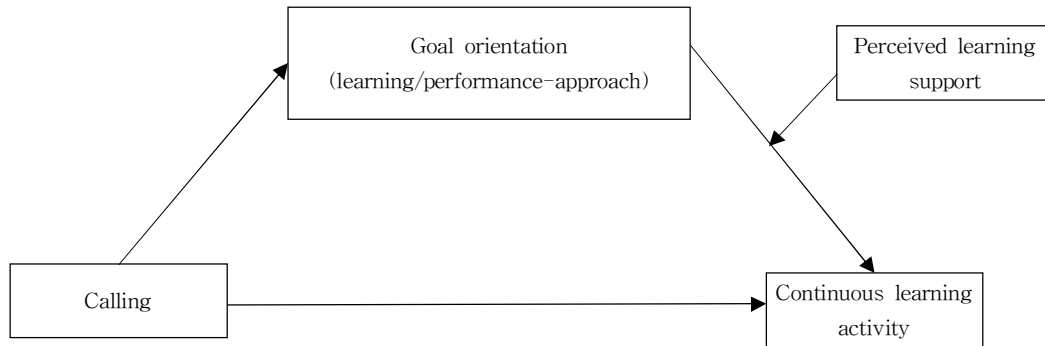 Goal orientation
(learning/performance-approach)
Perceived learning
support
Calling
Continuous learning
activity